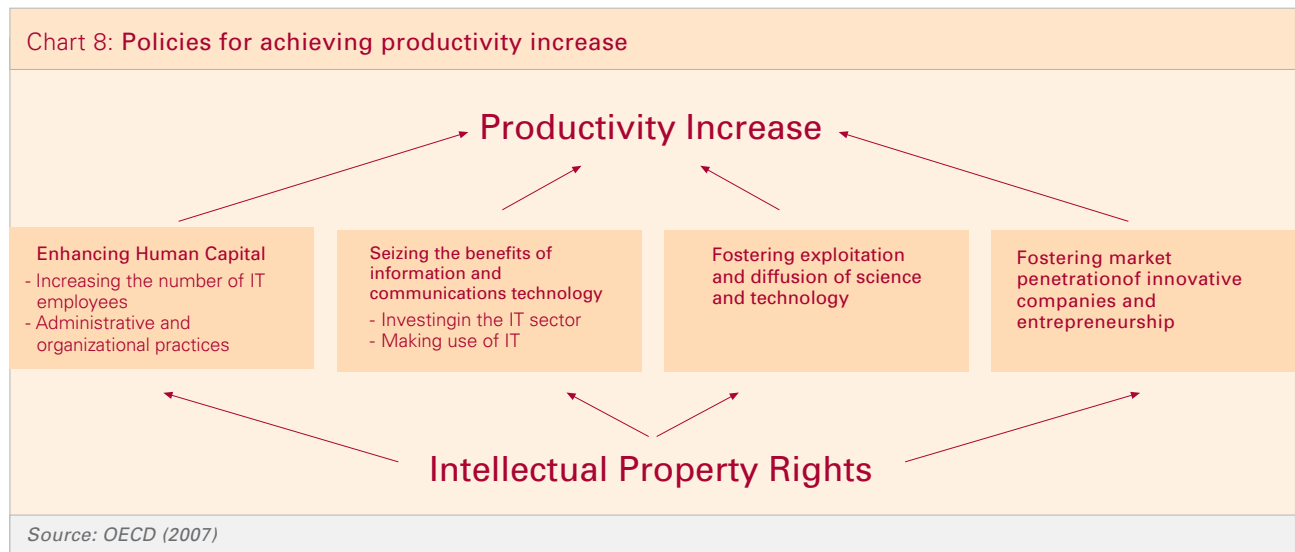 Chart 8: Policies for achieving productivity increase
Productivity Increase
Enhancing Human Capital
- Increasing the number of IT
employees
- Administrative and
organizational practices
Seizing the benefits of
information and
communications technology
- Investingin the IT sector
- Making use of IT
Fostering exploitation
and diffusion of science
and technology
Fostering market
penetrationof innovative
companies and
entrepreneurship
Intellectual Property Rights
Source: OECD (2007)